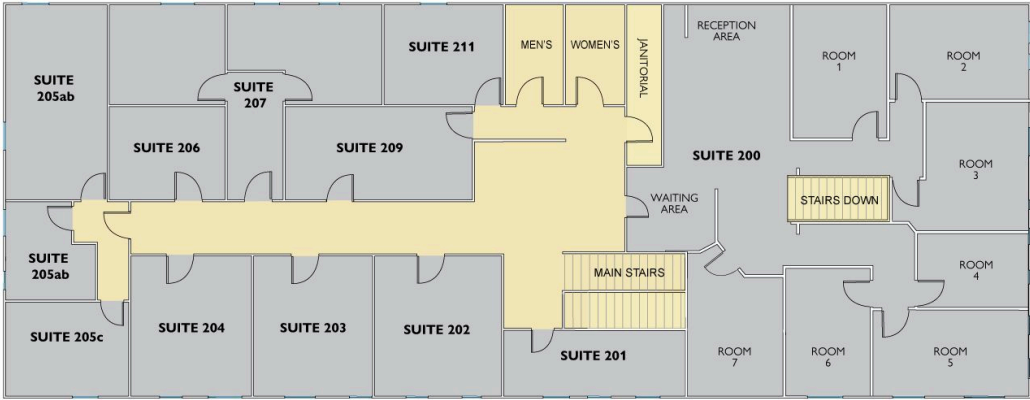 SUITE
205ab
SUITE
207
SUITE 211
MEN'S
WOMEN'S
JANITORIAL
RECEPTION
AREA
ROOM
1
ROOM
2
SUITE 206
SUITE 209
SUITE 200
ROOM
3
WAITING
AREA
STAIRS DOWN
SUITE
205ab
MAIN STAIRS
ROOM
4
SUITE 205c
SUITE 204
SUITE 203
SUITE 202
SUITE 201
ROOM
7
ROOM
6
ROOM
5